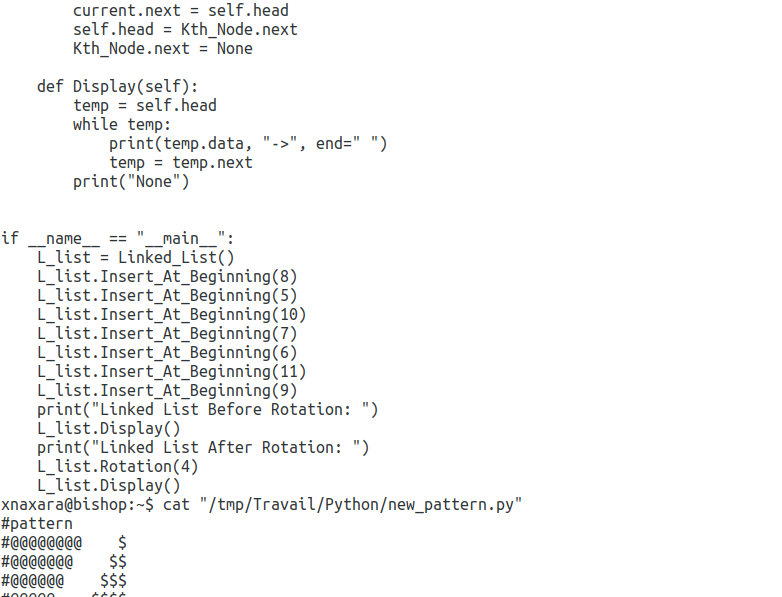 current.next = self.head
        self.head = Kth_Node.next
        Kth_Node.next = None

    def Display(self):
        temp = self.head
        while temp:
            print(temp.data, "->", end=" ")
            temp = temp.next
        print("None")


if __name__ == "__main__":
    L_list = Linked_List()
    L_list.Insert_At_Beginning(8)
    L_list.Insert_At_Beginning(5)
    L_list.Insert_At_Beginning(10)
    L_list.Insert_At_Beginning(7)
    L_list.Insert_At_Beginning(6)
    L_list.Insert_At_Beginning(11)
    L_list.Insert_At_Beginning(9)
    print("Linked List Before Rotation: ")
    L_list.Display()
    print("Linked List After Rotation: ")
    L_list.Rotation(4)
    L_list.Display()
xnaxara@bishop:~$ cat "/tmp/Travail/Python/new_pattern.py"
#pattern
#@@@@@@@@    $
#@@@@@@@    $$
#@@@@@@    $$$
#@@@@@    $$$$